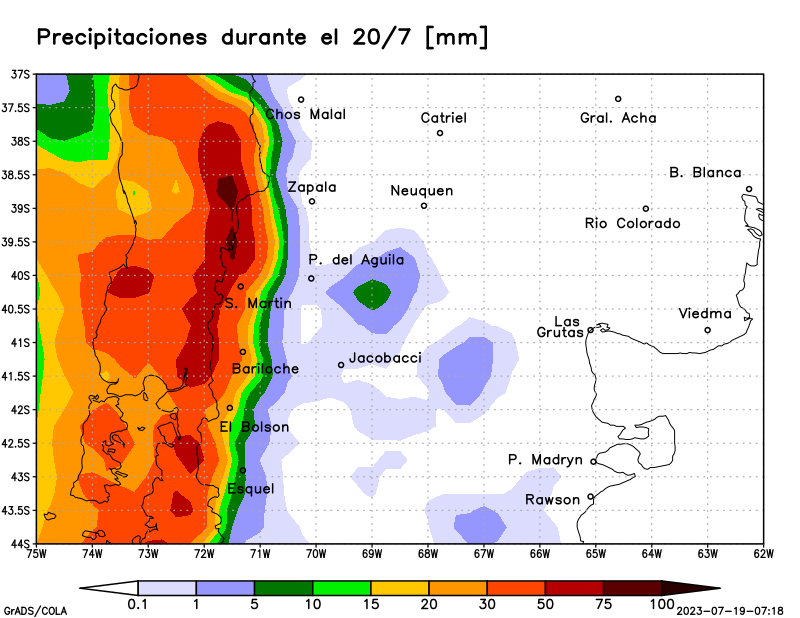 Precipitaciones durante el 20/7 [mm]
37S
37.5S
38S
38.5S
39S
39.5S
40S
40.5S
41S
41.5S
42S
42.5S
43S
43.5S
44S
Chos Malal
Catriel
Gral. Acha
B. Blanca
Zapala
Neuquen
Rio Colorado
P. del Aguila
S. Martin
Las
Grutas
Viedma
Bariloche
Jacobacci
El Bolson
P. Madryn
Esquel
Rawson
75W 74W 73W 72W 71W 70W 69W 68W 67W 66W 65W 64W 63W 62W
0.1 1 5 10 15 20 30 50 75 100
GrADS/COLA
2023-07-19-07:18